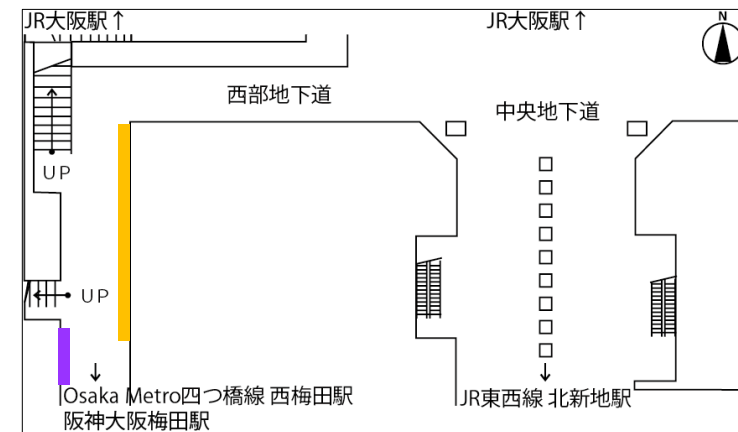 JR大阪駅↑
JR大阪駅↑
N
西部地下道
中央地下道
UP
UP
Osaka Metro四つ橋線 西梅田駅
阪神大阪梅田駅
JR東西線 北新地駅